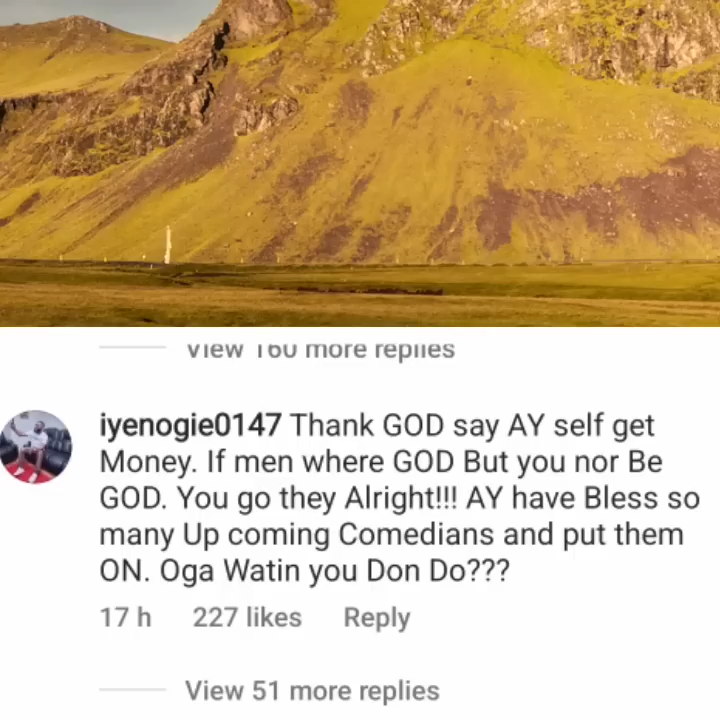 View 160 more replies
iyenogie0147 Thank GOD say AY self get
Money. If men where GOD But you nor Be
GOD. You go they Alright!!! AY have Bless so
many Up coming Comedians and put them
ON. Oga Watin you Don Do???
17 h 227 likes Reply
View 51 more replies